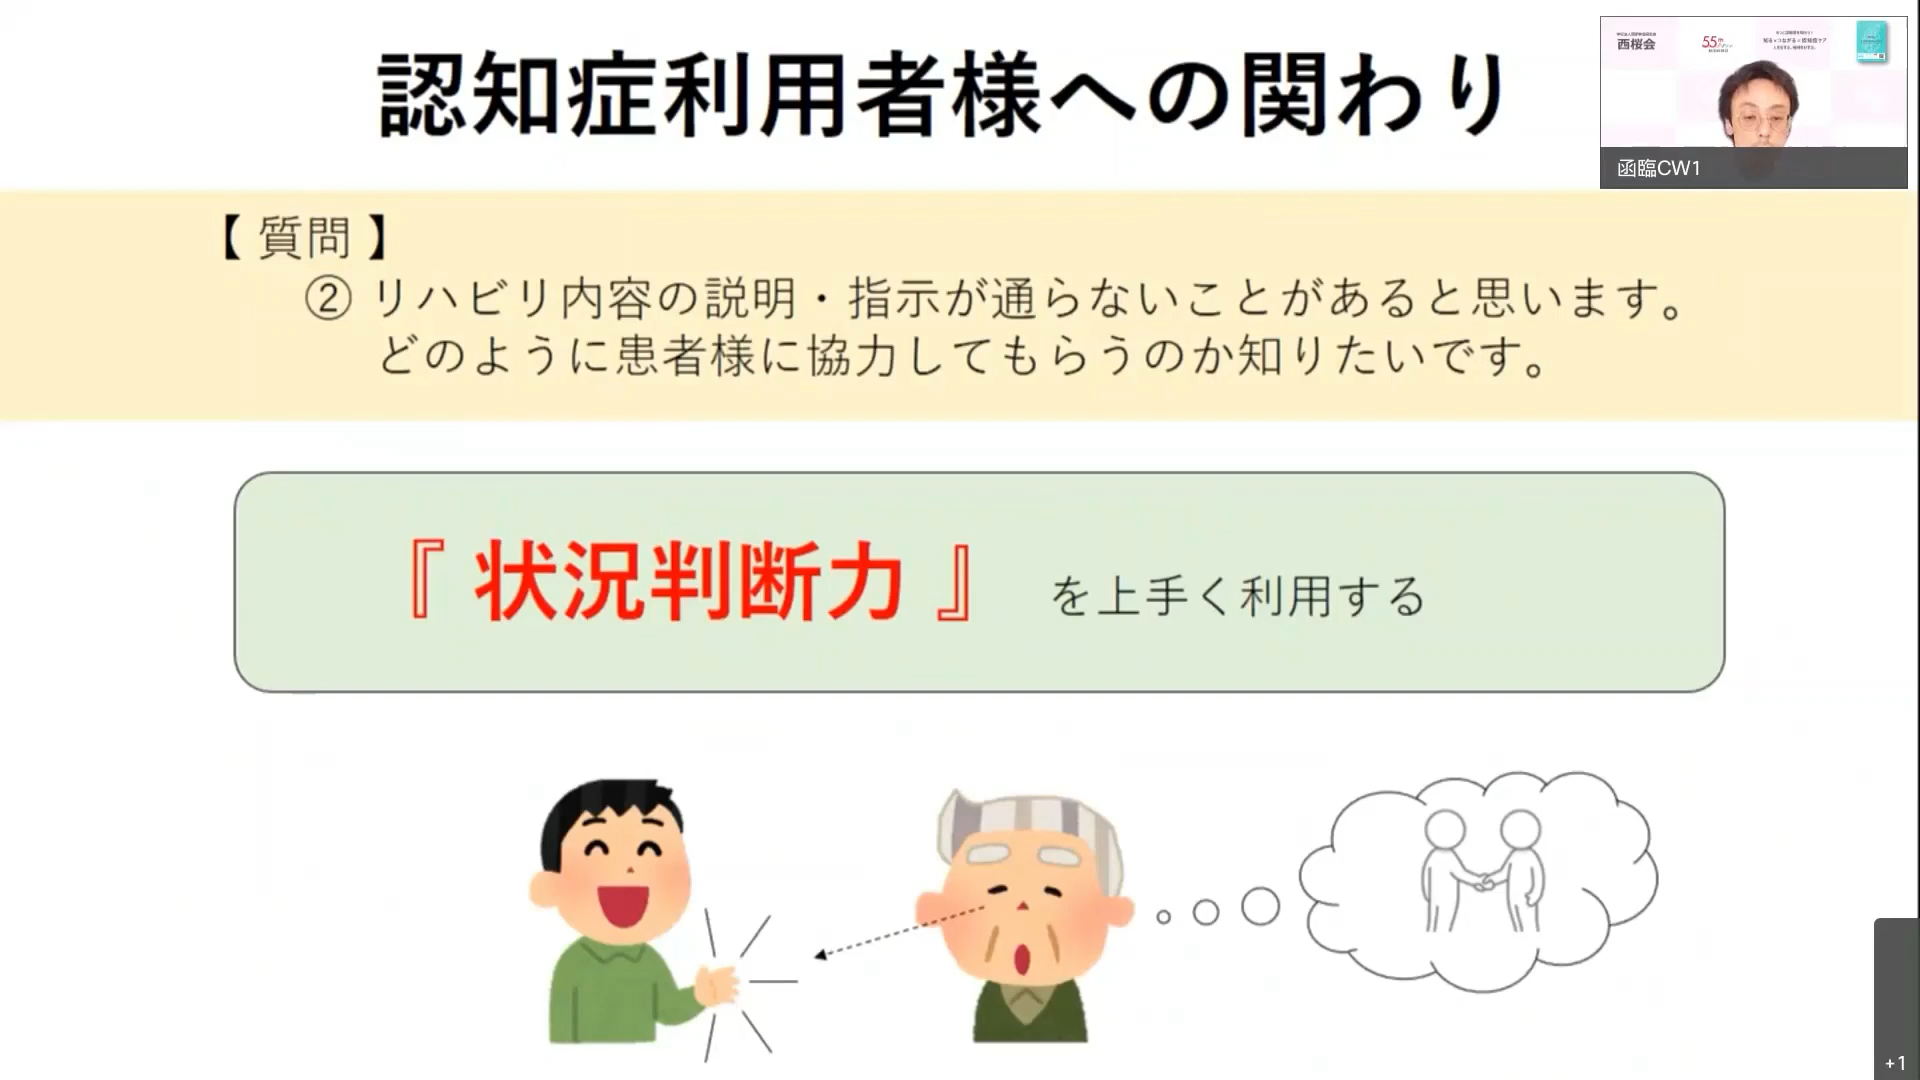 認知症利用者様への関わり
西桜会
55th
函臨CW1
【 質問 】
② リハビリ内容の説明・指示が通らないことがあると思います。
どのように患者様に協力してもらうのか知りたいです。
『 状況判断力 』 を上手く利用する
+1